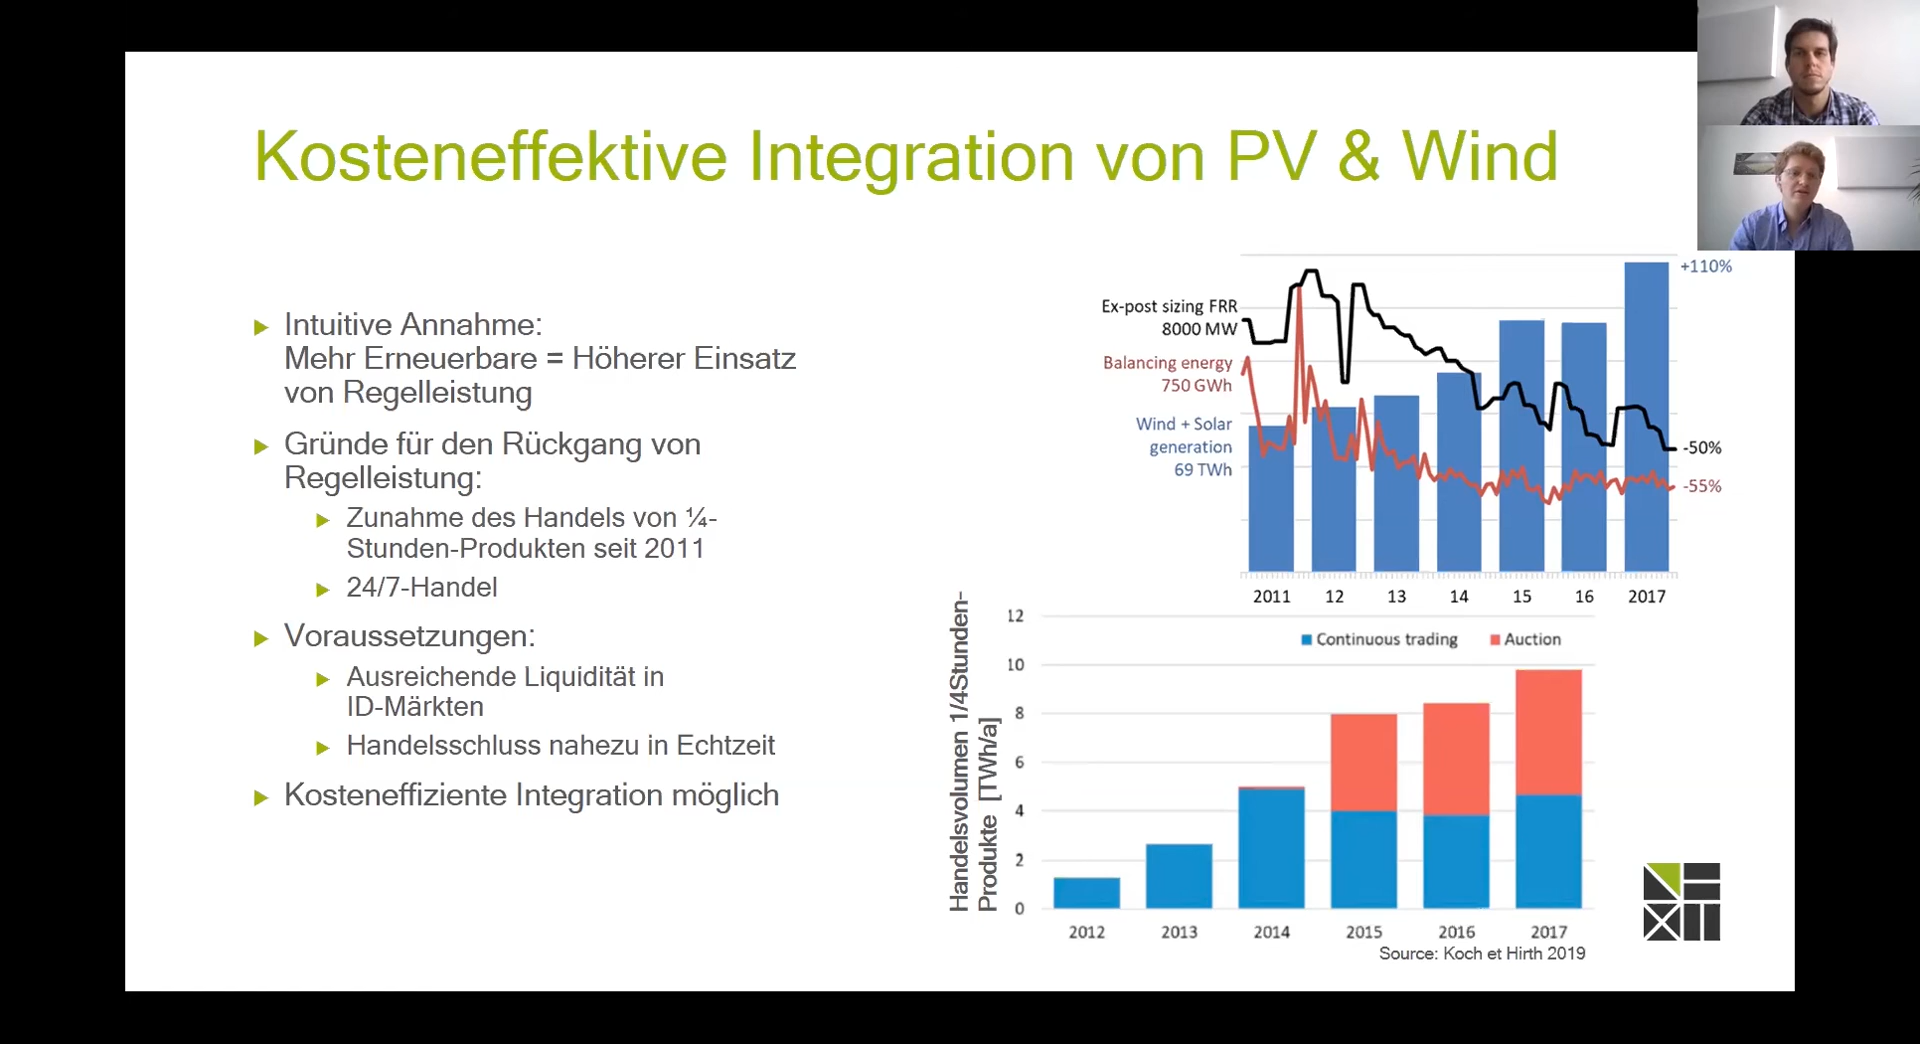 Kosteneffektive Integration von PV & Wind
Intuitive Annahme:
Mehr Erneuerbare = Höherer Einsatz
von Regelleistung
Gründe für den Rückgang von
Regelleistung:
Zunahme des Handels von ¼-
Stunden-Produkten seit 2011
24/7-Handel
Voraussetzungen:
Ausreichende Liquidität in
ID-Märkten
Handelsschluss nahezu in Echtzeit
Kosteneffiziente Integration möglich
Ex-post sizing FRR
8000 MW
Balancing energy
750 GWh
Wind + Solar
generation
69 TWh
+110%
-50%
-55%
2011 12 13 14 15 16 2017
Handelsvolumen 1/4Stunden-
Produkte [TWh/a]
12
10
8
6
4
2
0
Continuous trading Auction
2012 2013 2014 2015 2016 2017
Source: Koch et Hirth 2019